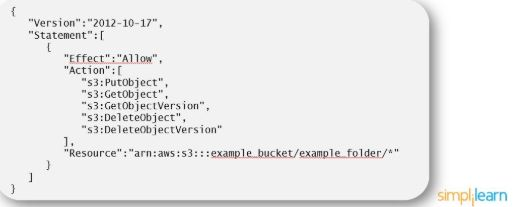 {
"Version":"2012-10-17",
"Statement":[
{
"Effect":"Allow",
"Action":[
"s3:PutObject",
"s3:GetObject",
"s3:GetObjectVersion",
"s3:DeleteObject",
"s3:DeleteObjectVersion"
],
"Resource":"arn:aws:s3:::example_bucket/example_folder/*"
}
]
}
simplilearn